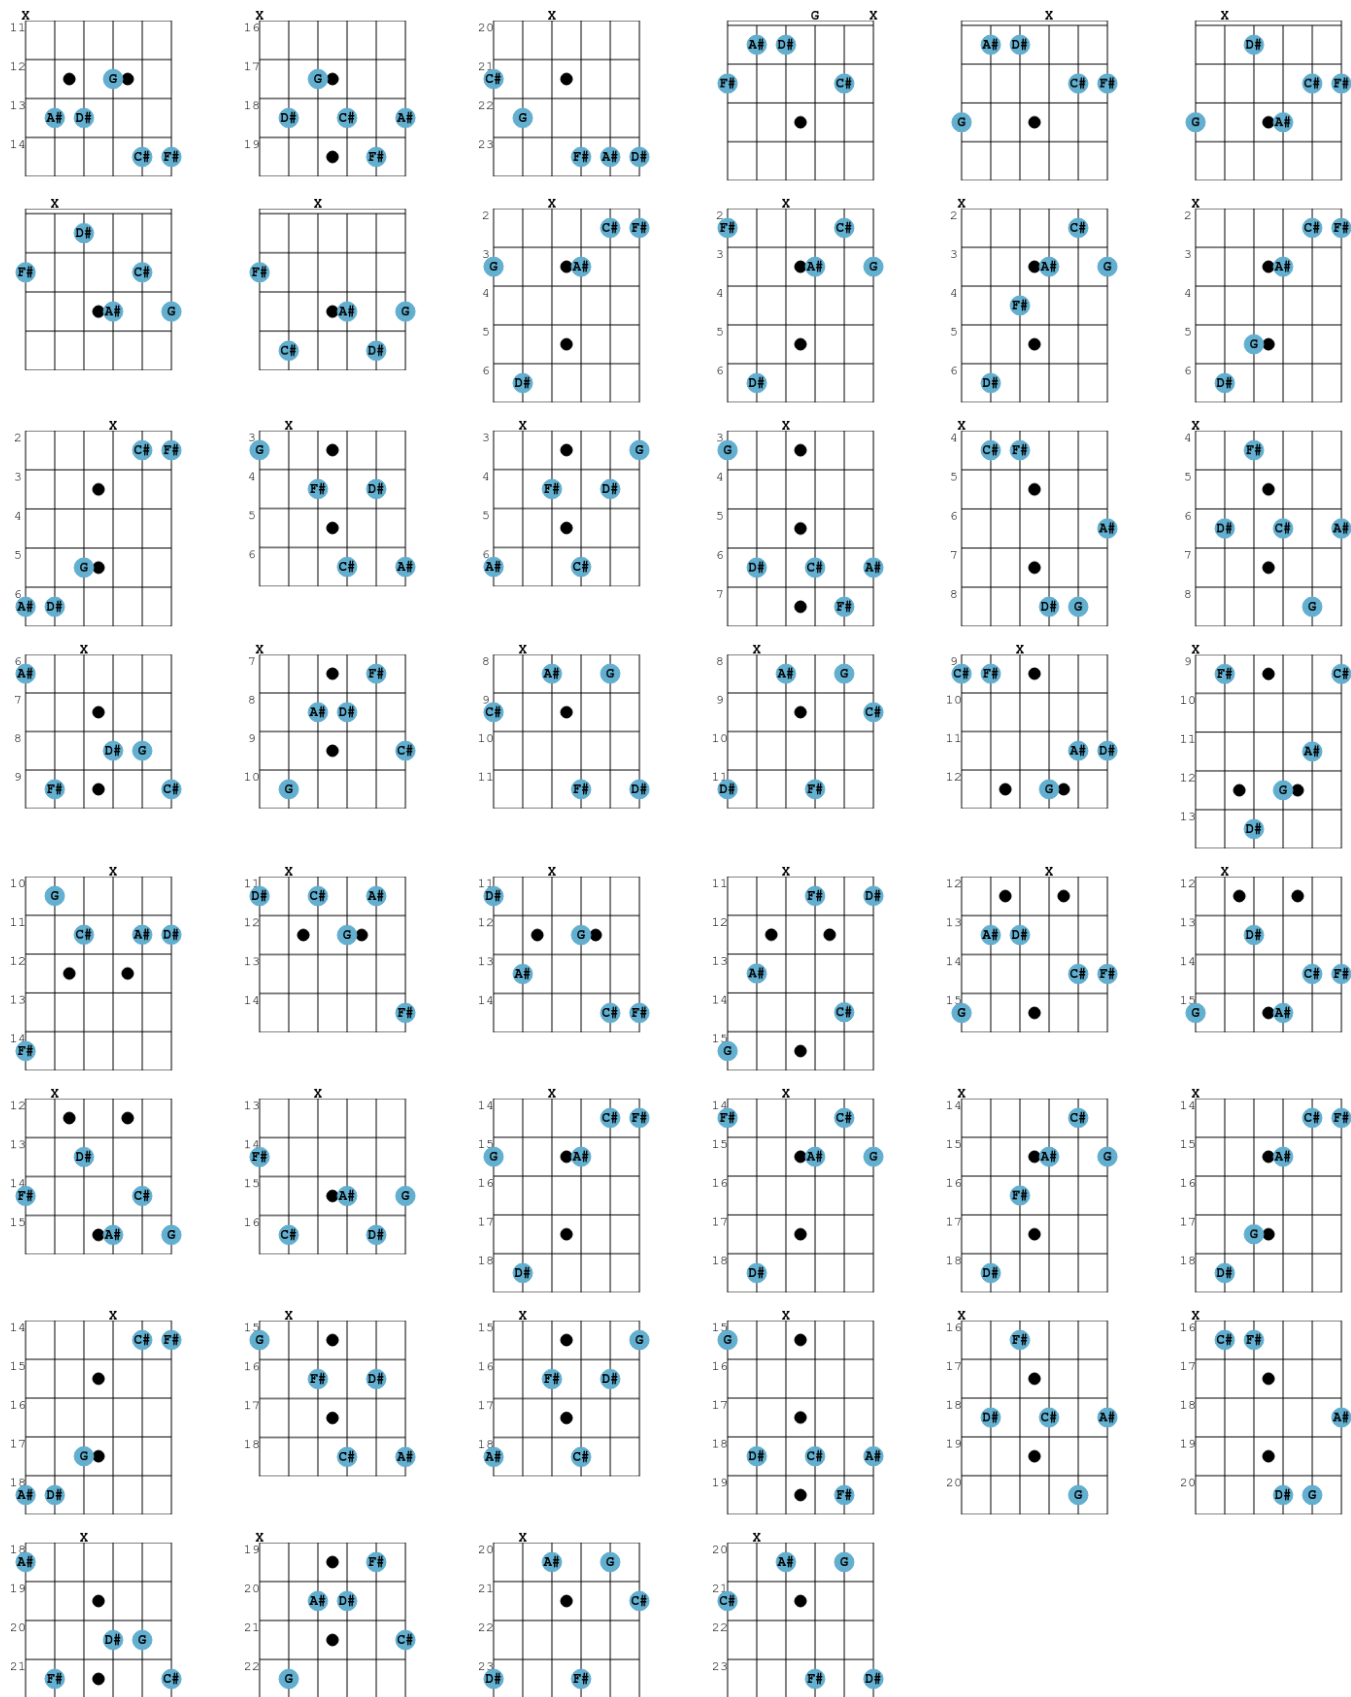 X X X G X X X
11 16 20
12 G 17 G 21 C# A# D# A# D# D#
F# C# C# F# C# F#
13 A# D# 18 D# C# A# 22 G G G A#
14 C# F# 19 F# 23 F# A# D#
X X X X X X
2 C# F# 2 F# C# 2 C# 2 C# F#
D#
F# C# F# 3 G A# 3 A# G 3 A# G 3 A#
A# G A# G 4 4 4 F# 4
C# D# 5 5 5 5 G
6 D# 6 D# 6 D# 6 D#
X X X X X X
2 C# F# 3 G 3 G 3 G 4 C# F# 4 F#
3 4 F# D# 4 F# D# 4 5 5
4 5 5 5 6 A# 6 D# C# A#
5 G 6 C# A# 6 A# C# 6 D# C# A# 7 7
6 A# D# 7 F# 8 D# G 8 G
X X X X X X
6 A# 7 F# 8 A# G 8 A# G 9 C# F# 9 F# C#
7 8 A# D# 9 C# 9 C# 10 10
8 D# G 9 C# 10 10 11 A# D# 11 A#
9 F# C# 10 G 11 F# D# 11 D# F# 12 G 12 G
13 D#
X X X X X X
10 G 11 D# C# A# 11 D# 11 F# D# 12 12
11 C# A# D# 12 G 12 G 12 13 A# D# 13 D#
12 13 13 A# 13 A# 14 C# F# 14 C# F#
13 14 F# 14 C# F# 14 C# 15 G 15 G A#
14 F# 15 G
X X X X X X
12 13 14 C# F# 14 F# C# 14 C# 14 C# F#
13 D# 14 F# 15 G A# 15 A# G 15 A# G 15 A#
14 F# C# 15 A# G 16 16 16 F# 16
15 A# G 16 C# D# 17 17 17 17 G
18 D# 18 D# 18 D# 18 D#
X X X X X X
14 C# F# 15 G 15 G 15 G 16 F# 16 C# F#
15 16 F# D# 16 F# D# 16 17 17
16 17 17 17 18 D# C# A# 18 A#
17 G 18 C# A# 18 A# C# 18 D# C# A# 19 19
18 A# D# 19 F# 20 G 20 D# G
X X X X
18 A# 19 F# 20 A# G 20 A# G
19 20 A# D# 21 C# 21 C#
20 D# G 21 C# 22 22
21 F# C# 22 G 23 D# F# 23 F# D#